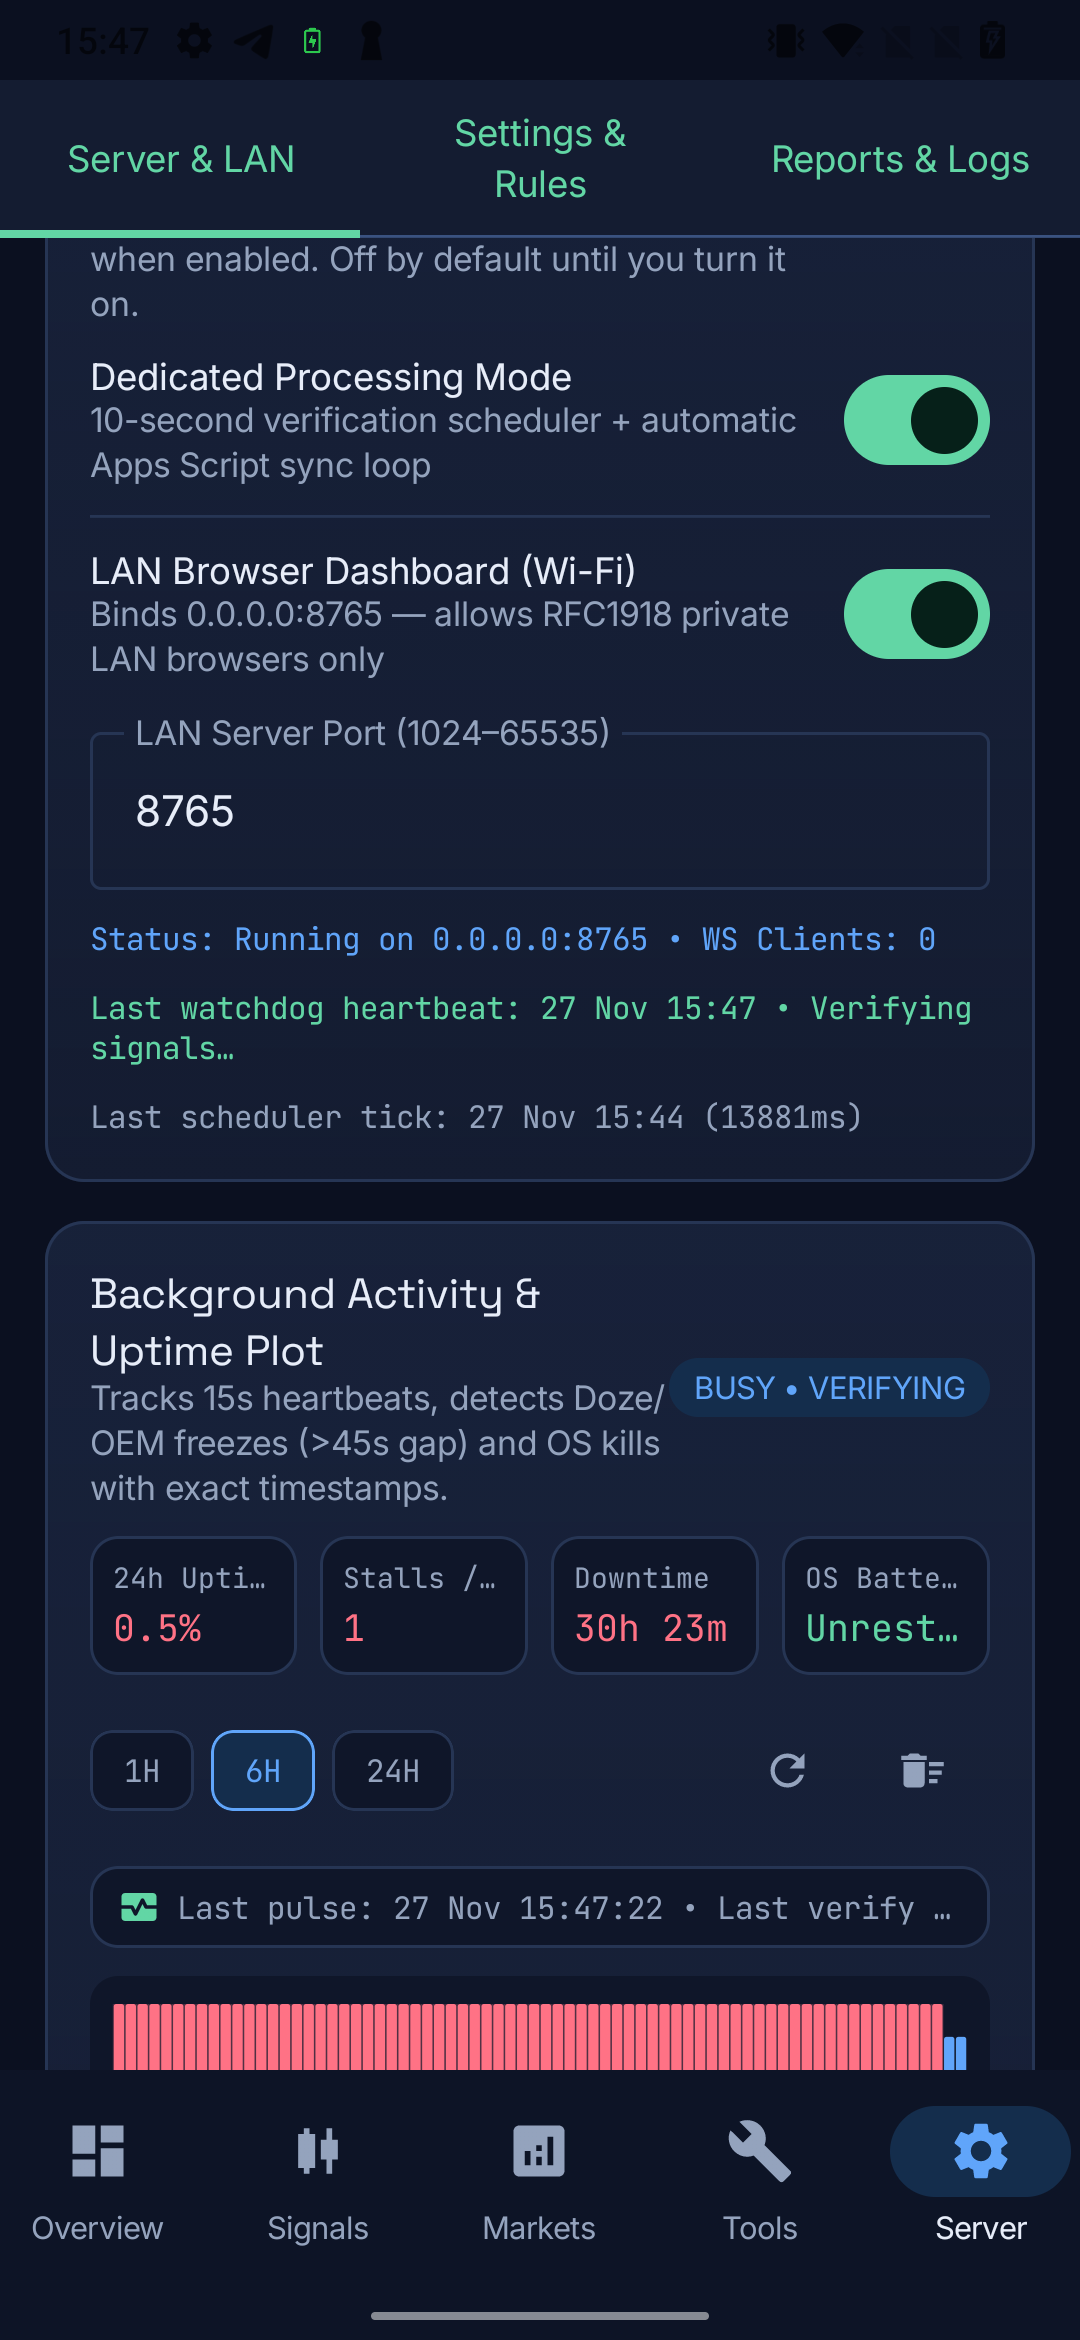 15:47
Server & LAN
Settings &
Rules
Reports & Logs
when enabled. Off by default until you turn it
on.
Dedicated Processing Mode
10-second verification scheduler + automatic
Apps Script sync loop
LAN Browser Dashboard (Wi-Fi)
Binds 0.0.0.0:8765 — allows RFC1918 private
LAN browsers only
LAN Server Port (1024–65535)
8765
Status: Running on 0.0.0.0:8765 • WS Clients: 0
Last watchdog heartbeat: 27 Nov 15:47 • Verifying
signals…
Last scheduler tick: 27 Nov 15:44 (13881ms)
Background Activity &
Uptime Plot
Tracks 15s heartbeats, detects Doze/
OEM freezes (>45s gap) and OS kills
with exact timestamps.
BUSY • VERIFYING
24h Upti…
0.5%
Stalls /…
1
Downtime
30h 23m
OS Batte…
Unrest…
1H
6H
24H
Last pulse: 27 Nov 15:47:22 • Last verify …
Overview
Signals
Markets
Tools
Server